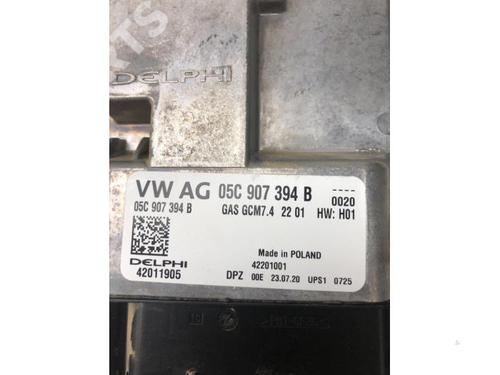 PARTS
DELPHI
VW AG 05C 907 394 B
----
0020
05C 907 394 B GAS GCM7.4 22 01 HW: H01
Made in POLAND
DELPHI 42201001
42011905 DPZ 00E 23.07.20 UPS1 0725